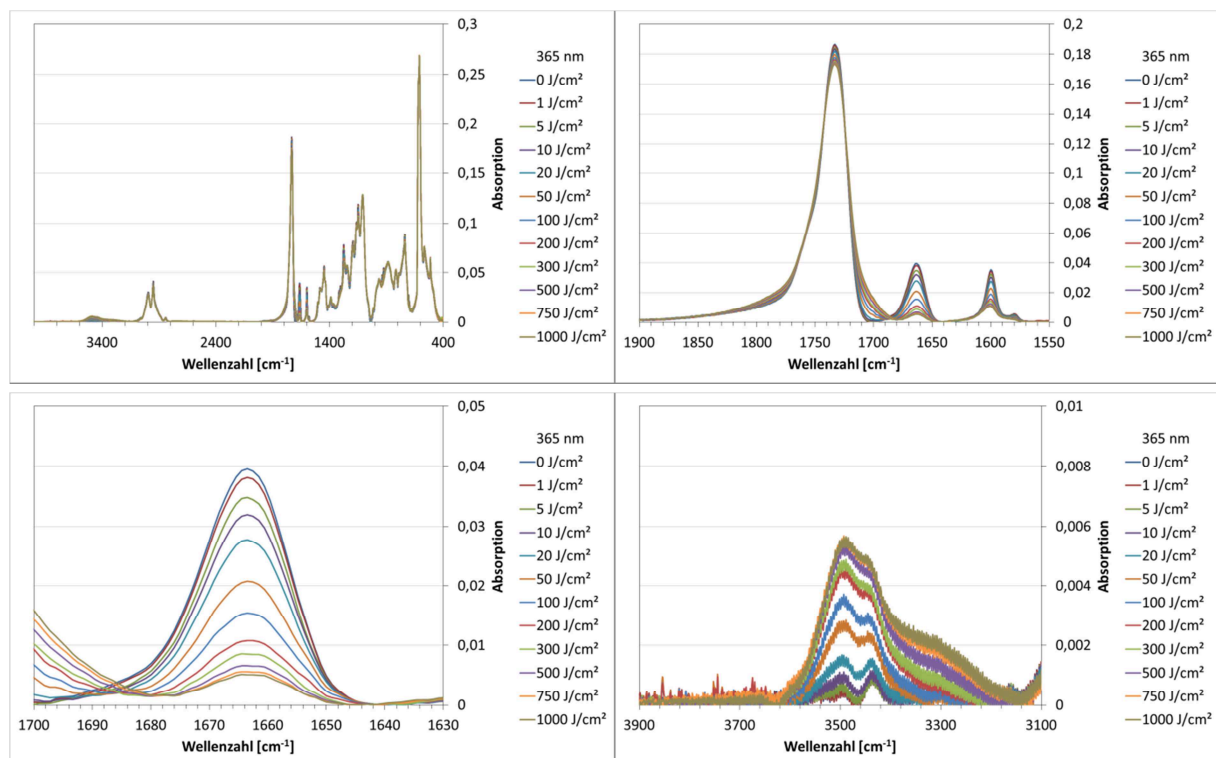 0,3
0,25
0,2
0,15
0,1
0,05
0
Absorption
3400
2400
1400
400
Wellenzahl [cm-1]
365 nm
0 J/cm²
1 J/cm²
5 J/cm²
10 J/cm²
20 J/cm²
50 J/cm²
100 J/cm²
200 J/cm²
300 J/cm²
500 J/cm²
750 J/cm²
1000 J/cm²
0,2
0,18
0,16
0,14
0,12
0,1
0,08
0,06
0,04
0,02
0
Absorption
1900
1850
1800
1750
1700
1650
1600
1550
Wellenzahl [cm-1]
365 nm
0 J/cm²
1 J/cm²
5 J/cm²
10 J/cm²
20 J/cm²
50 J/cm²
100 J/cm²
200 J/cm²
300 J/cm²
500 J/cm²
750 J/cm²
1000 J/cm²
0,05
0,04
0,03
0,02
0,01
0
Absorption
1700
1690
1680
1670
1660
1650
1640
1630
Wellenzahl [cm-1]
365 nm
0 J/cm²
1 J/cm²
5 J/cm²
10 J/cm²
20 J/cm²
50 J/cm²
100 J/cm²
200 J/cm²
300 J/cm²
500 J/cm²
750 J/cm²
1000 J/cm²
0,01
0,008
0,006
0,004
0,002
0
Absorption
3900
3700
3500
3300
3100
Wellenzahl [cm-1]
365 nm
0 J/cm²
1 J/cm²
5 J/cm²
10 J/cm²
20 J/cm²
50 J/cm²
100 J/cm²
200 J/cm²
300 J/cm²
500 J/cm²
750 J/cm²
1000 J/cm²